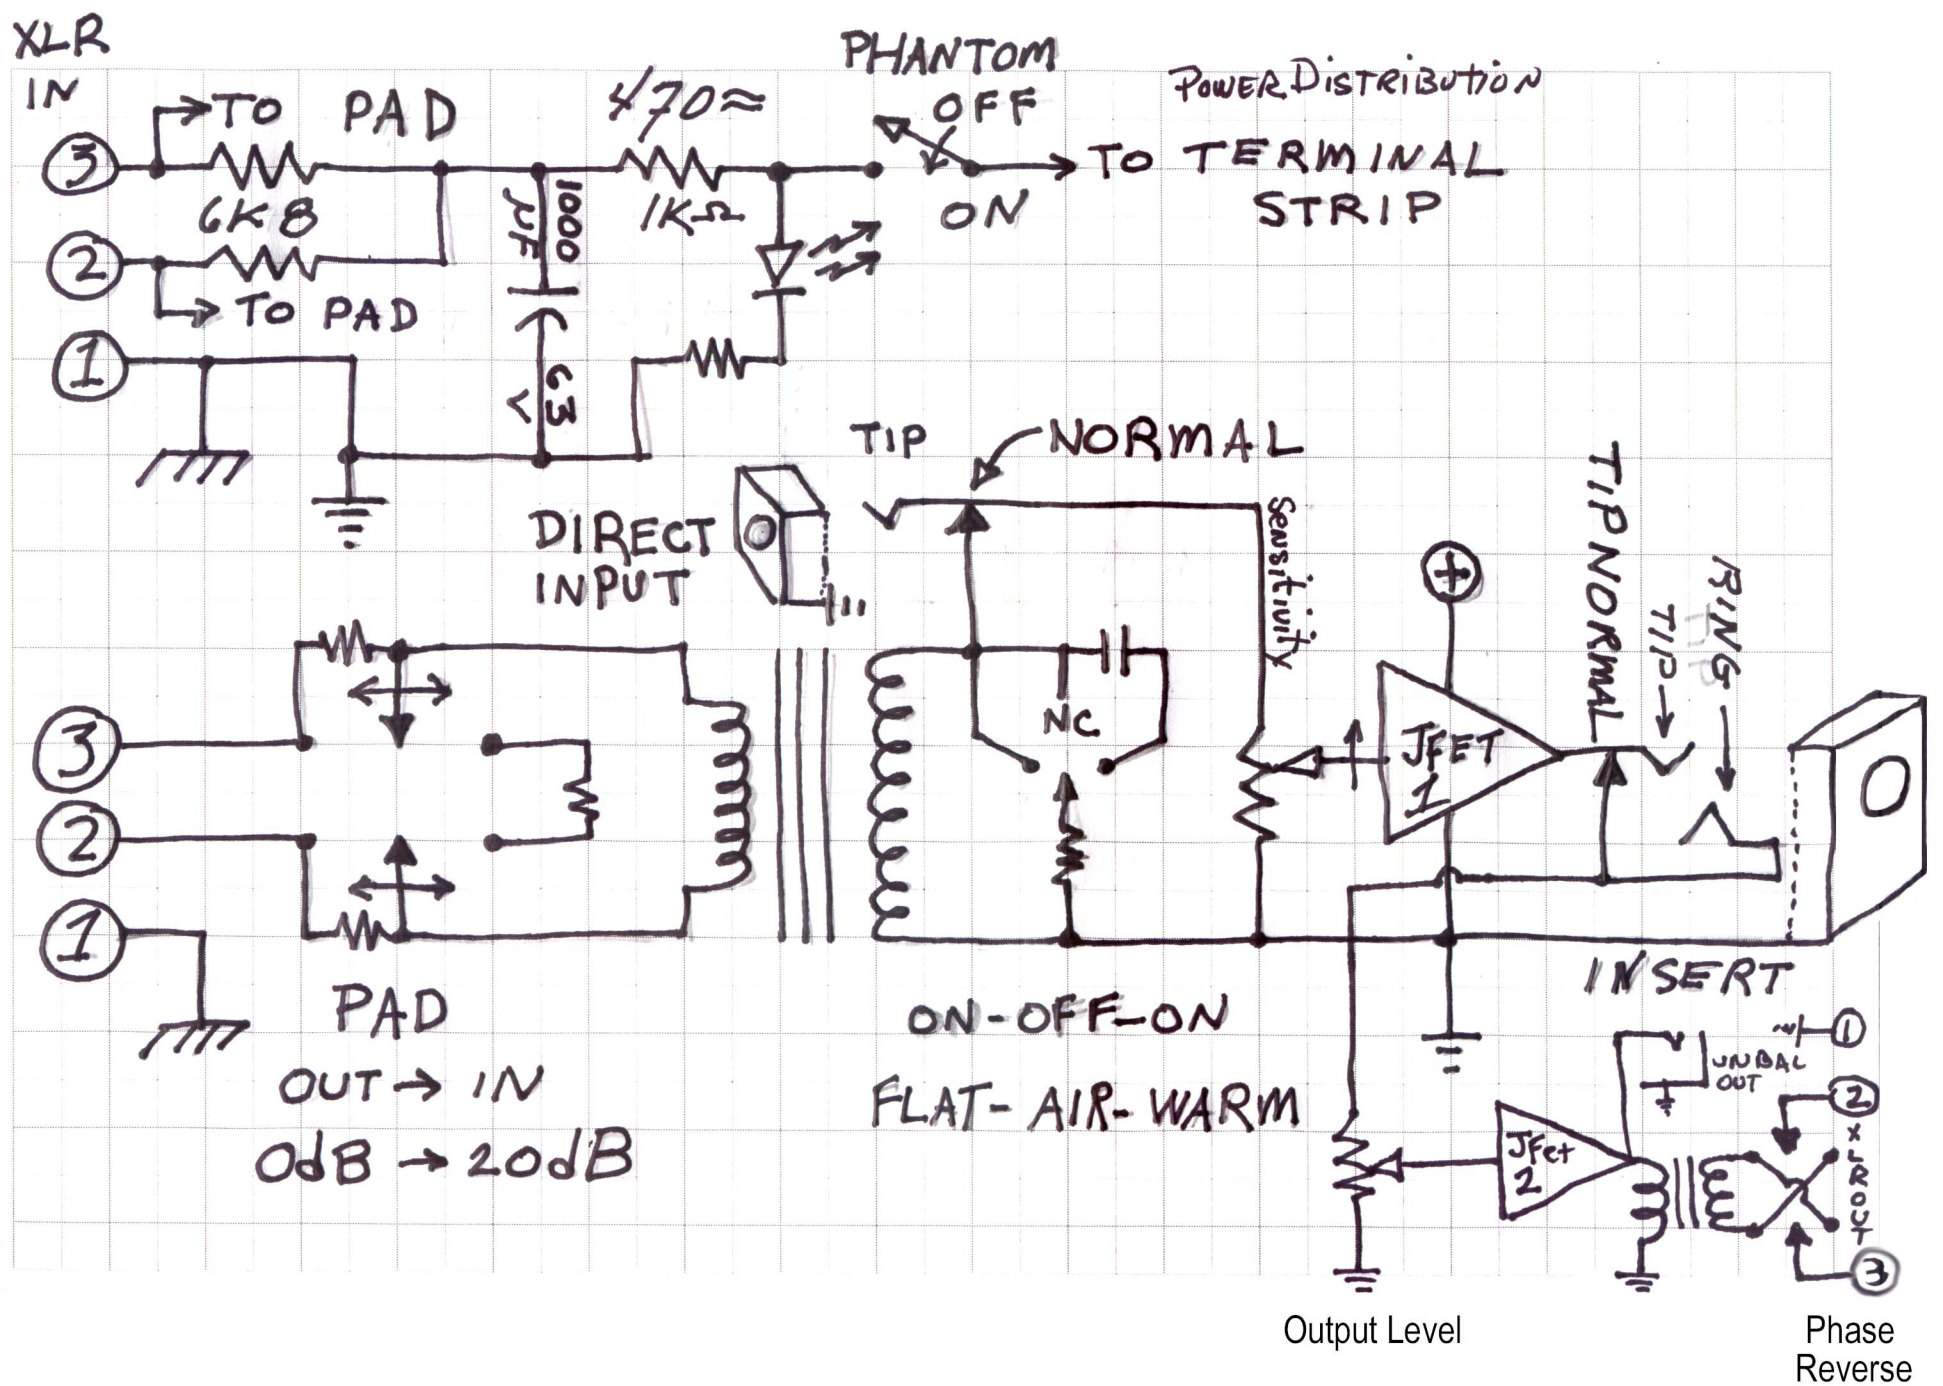 XLR
IN
PHANTOM
Power Distribution
TO PAD
470≈
OFF
3
TO TERMINAL
STRIP
6K8
1000
µF
1KΩ
ON
2
TO PAD
1
63
V
TIP
NORMAL
DIRECT
INPUT
Sensitivity
TIP NORMAL
TIP
RING
+
NC
JFET
1
3
2
1
INSERT
PAD
OUT → IN
0dB → 20dB
ON-OFF-ON
FLAT-AIR-WARM
UNBAL
OUT
1
2
JFet
2
XLR OUT
3
Output Level
Phase
Reverse